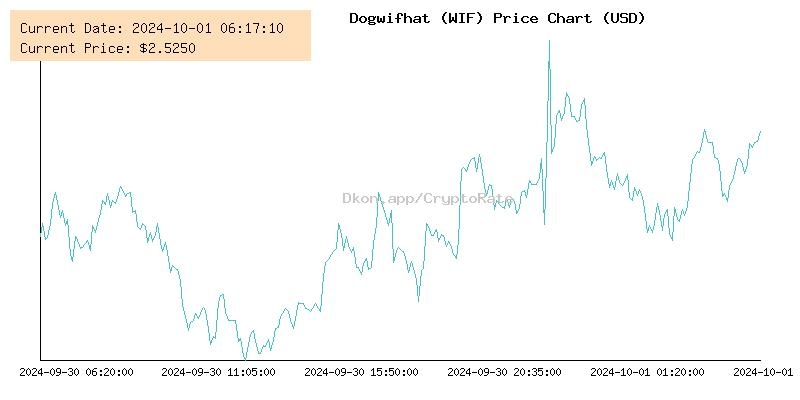 Dogwifhat (WIF) Price Chart (USD)
Current Date: 2024-10-01 06:17:10
Current Price: $2.5250
Dkon.app/CryptoRate
2024-09-30 06:20:00 2024-09-30 11:05:00 2024-09-30 15:50:00 2024-09-30 20:35:00 2024-10-01 01:20:00 2024-10-01